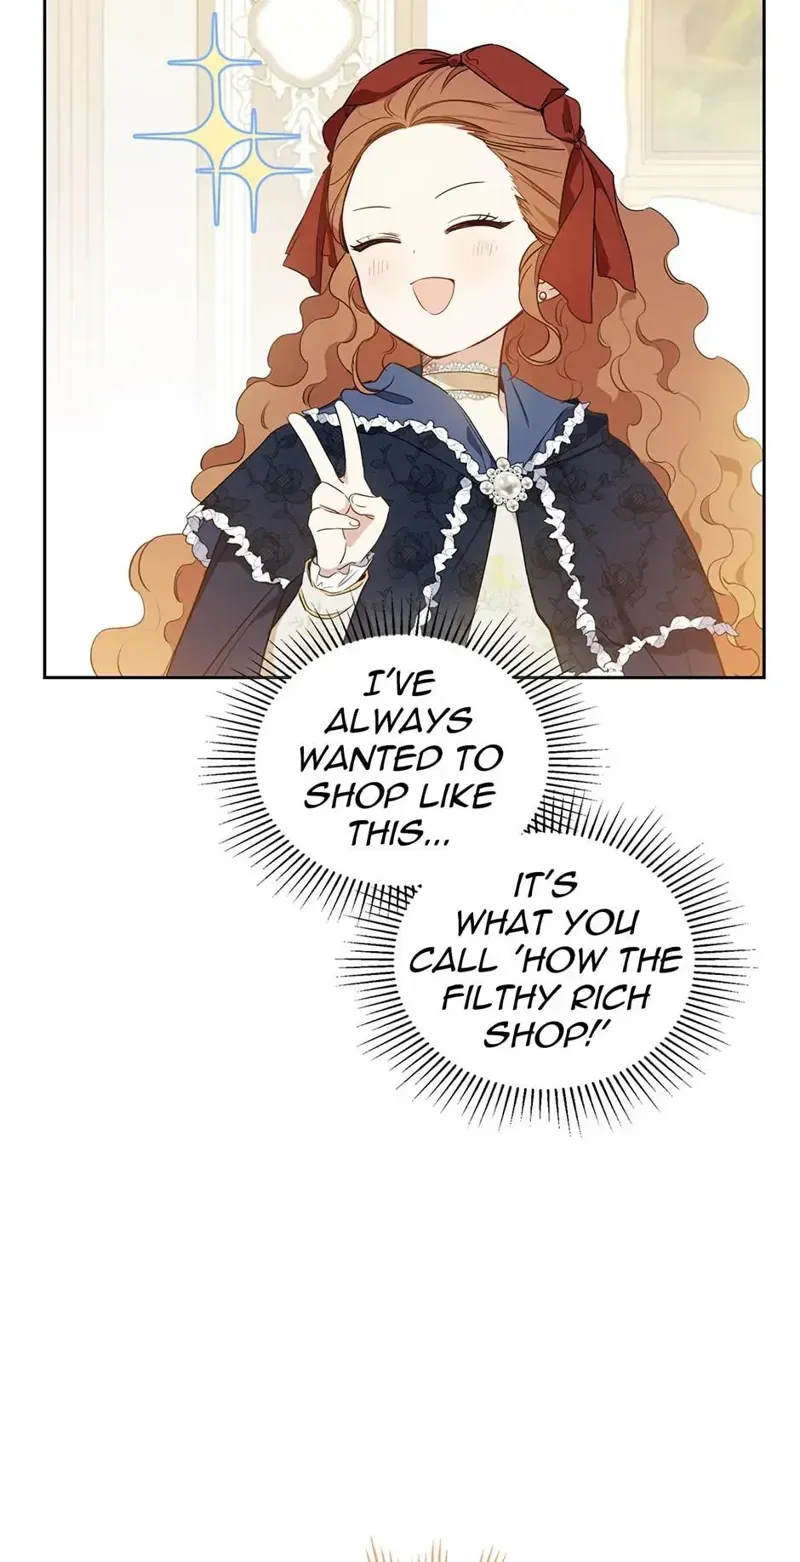 I'VE
ALWAYS
WANTED TO
SHOP LIKE
THIS...
IT'S
WHAT YOU
CALL 'HOW THE
FILTHY RICH
SHOP!'